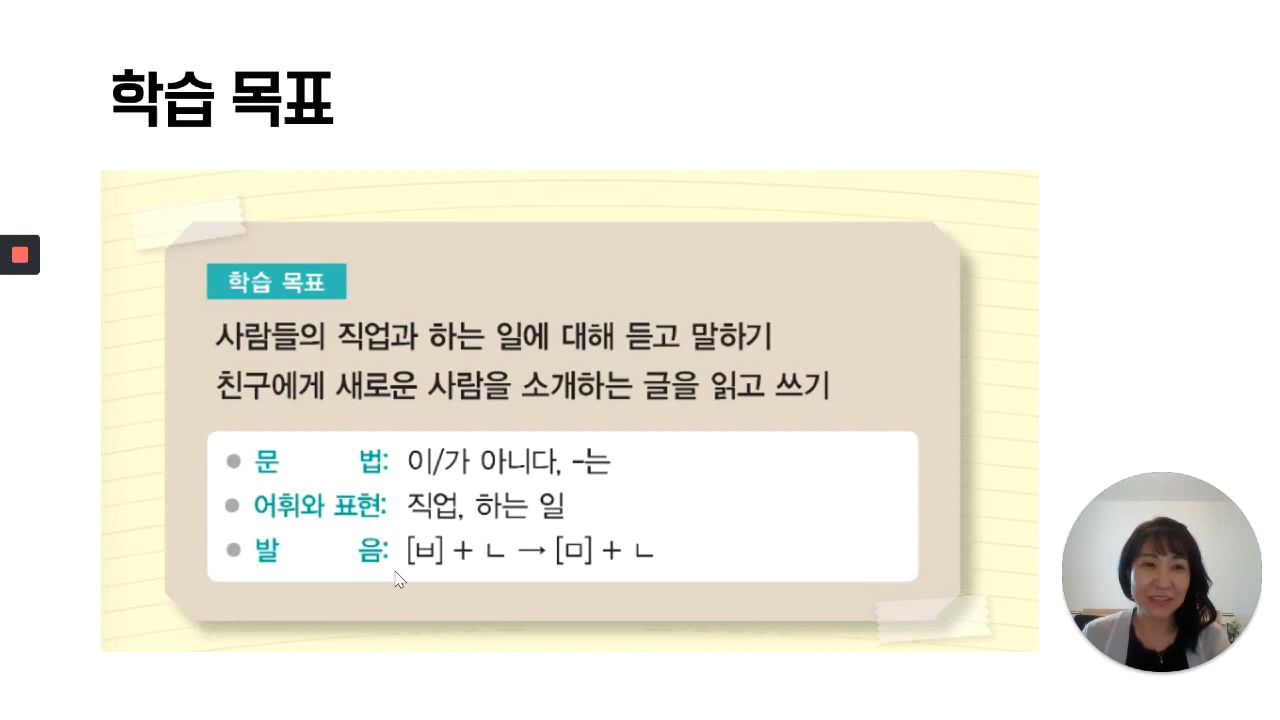 학습 목표
학습 목표
사람들의 직업과 하는 일에 대해 듣고 말하기
친구에게 새로운 사람을 소개하는 글을 읽고 쓰기
● 문 법: 이/가 아니다, -는
● 어휘와 표현: 직업, 하는 일
● 발 음: [ㅂ] + ㄴ → [ㅁ] + ㄴ